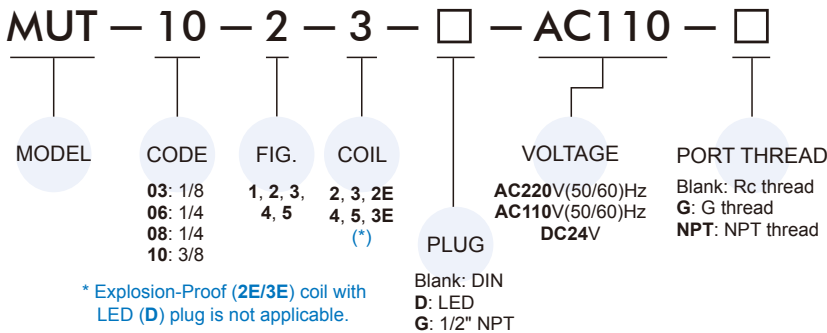 MUT — 10 — 2 — 3 — □ — AC110 — □
MODEL
CODE
03: 1/8
06: 1/4
08: 1/4
10: 3/8
FIG.
1, 2, 3,
4, 5
COIL
2, 3, 2E
4, 5, 3E
(*)
PLUG
Blank: DIN
D: LED
G: 1/2" NPT
VOLTAGE
AC220V(50/60)Hz
AC110V(50/60)Hz
DC24V
PORT THREAD
Blank: Rc thread
G: G thread
NPT: NPT thread
* Explosion-Proof (2E/3E) coil with
LED (D) plug is not applicable.